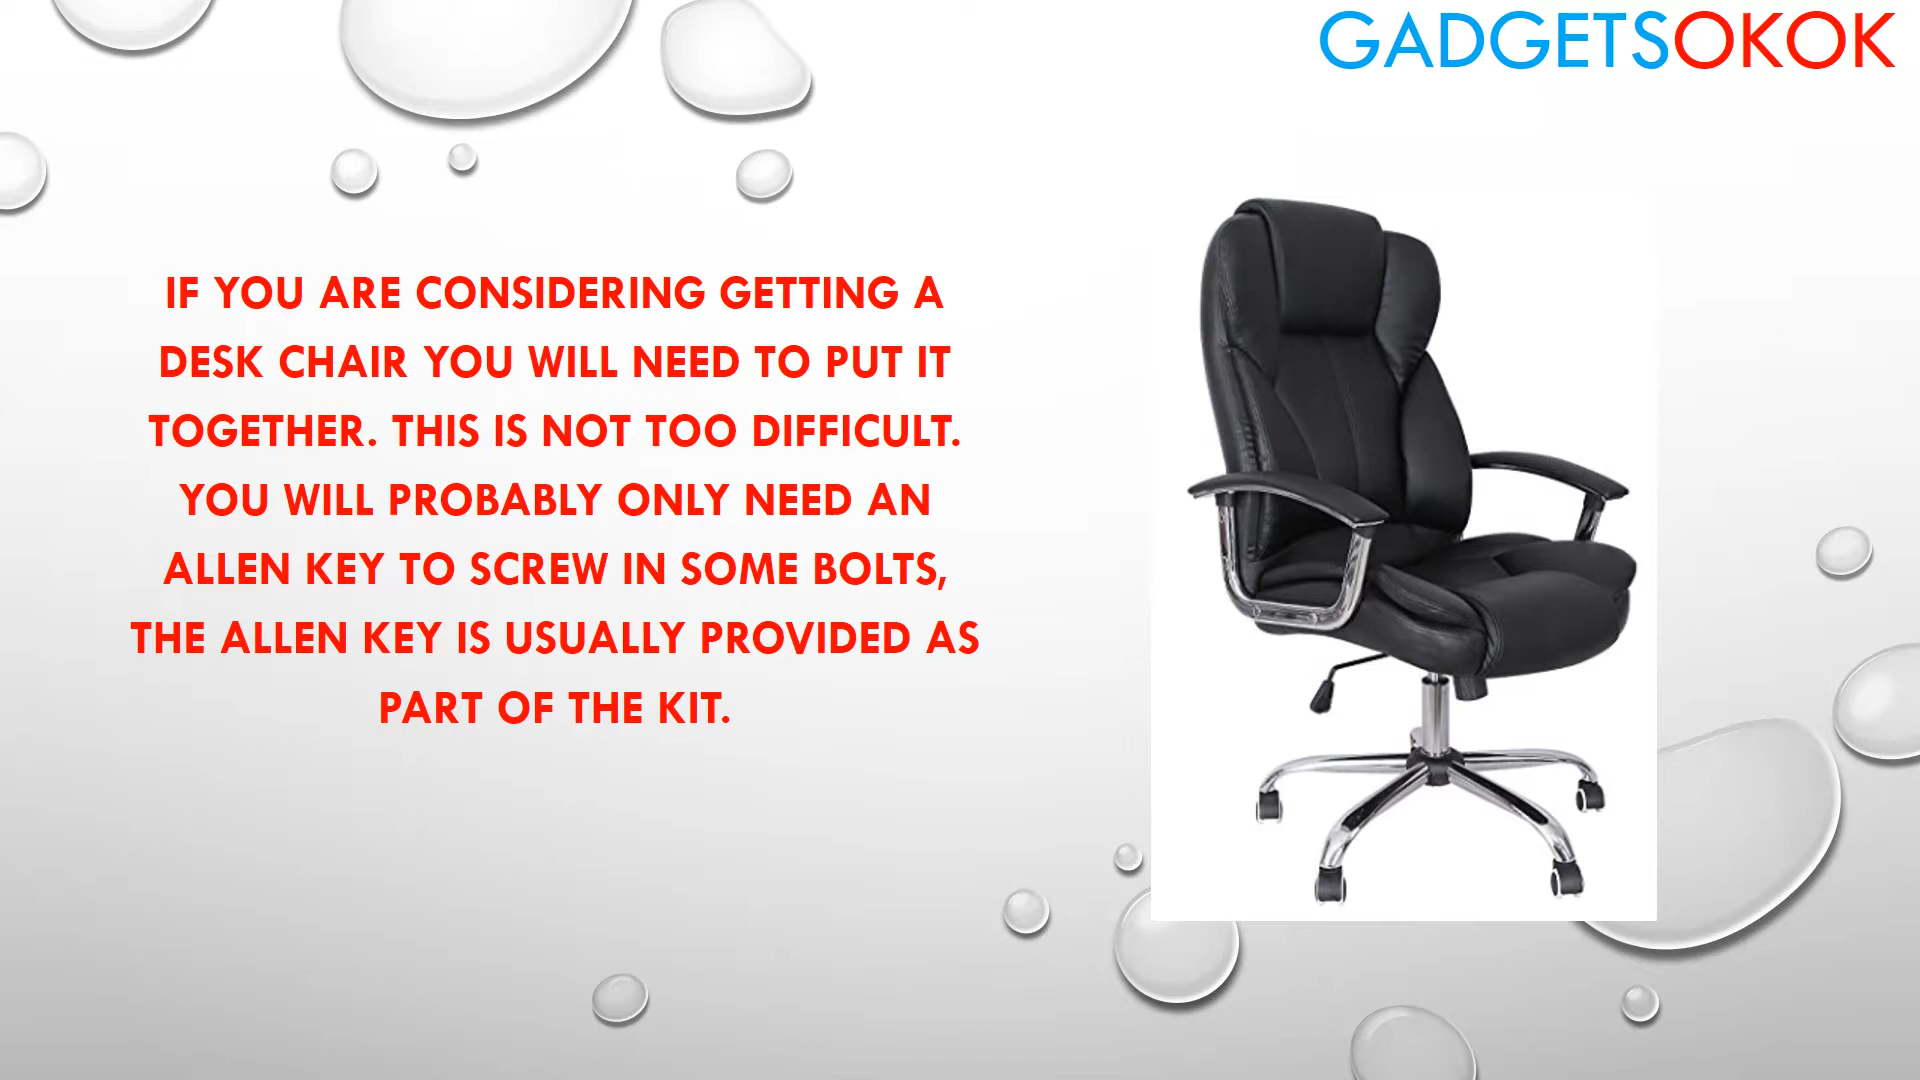 GADGETSOKOK
IF YOU ARE CONSIDERING GETTING A
DESK CHAIR YOU WILL NEED TO PUT IT
TOGETHER. THIS IS NOT TOO DIFFICULT.
YOU WILL PROBABLY ONLY NEED AN
ALLEN KEY TO SCREW IN SOME BOLTS,
THE ALLEN KEY IS USUALLY PROVIDED AS
PART OF THE KIT.